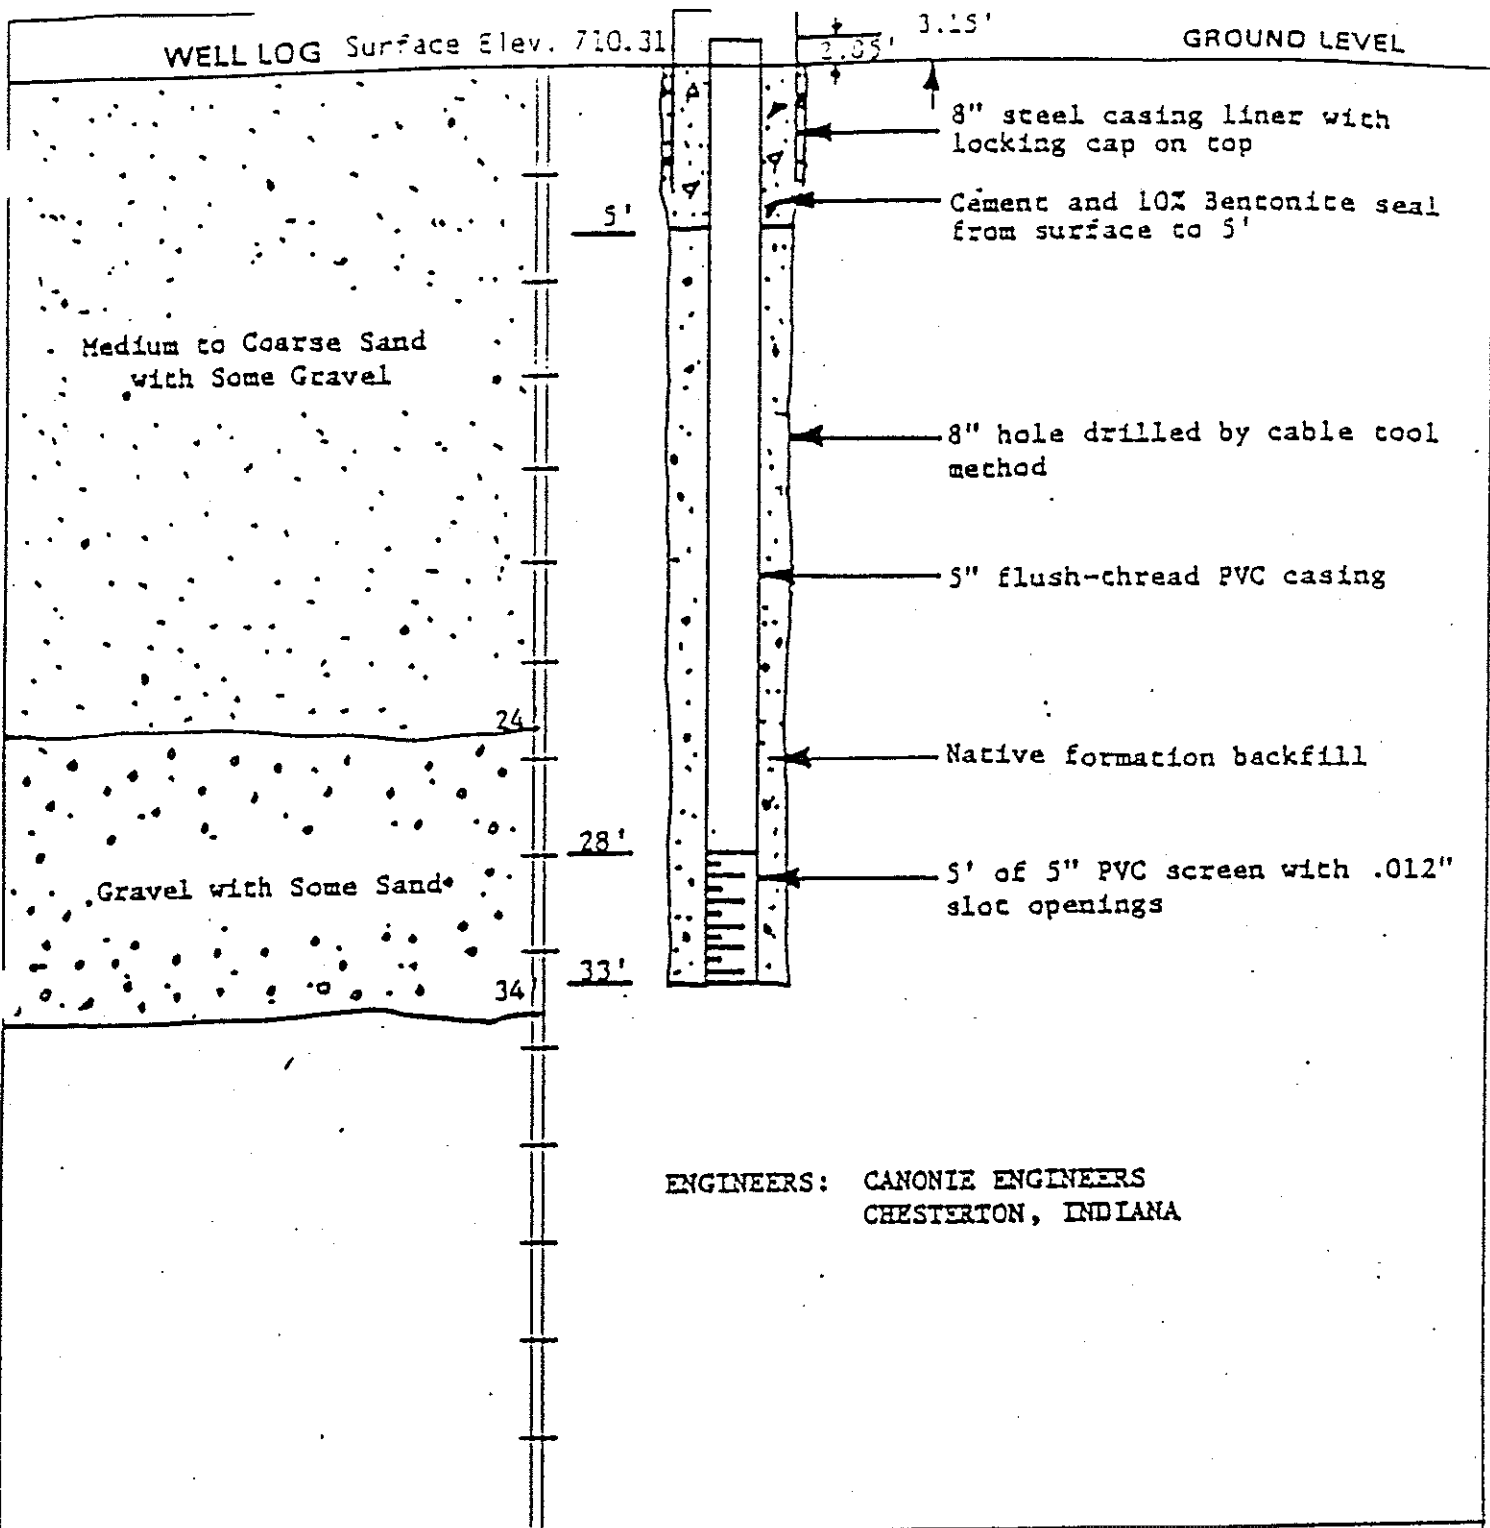 3.15'
WELL LOG Surface Elev. 710.31
2.05'
GROUND LEVEL
8" steel casing liner with
locking cap on top
Cement and 10% Bentonite seal
from surface to 5'
5'
Medium to Coarse Sand
with Some Gravel
8" hole drilled by cable tool
method
5" flush-thread PVC casing
24
Native formation backfill
28'
5' of 5" PVC screen with .012"
slot openings
Gravel with Some Sand
33'
34
ENGINEERS: CANONIE ENGINEERS
CHESTERTON, INDIANA